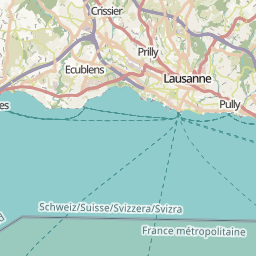 Crissier
Prilly
Ecublens
Lausanne
Pully
Schweiz/Suisse/Svizzera/Svizra
France métropolitaine